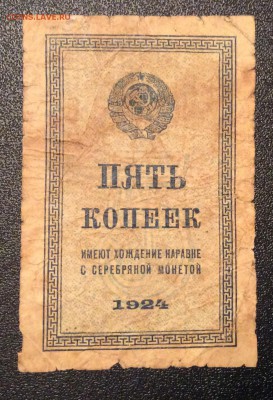 COINS.LAVE.RU
ПЯТЬ
КОПЕЕК
ИМЕЮТ ХОЖДЕНИЕ НАРАВНЕ
С СЕРЕБРЯНОЙ МОНЕТОЙ
1924